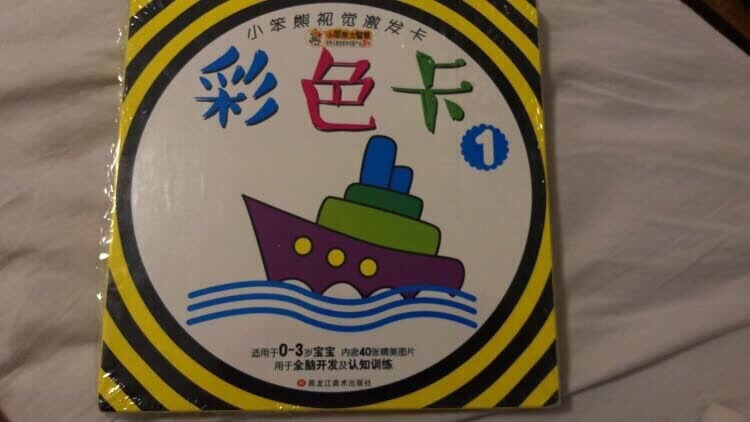 小笨熊视觉激发卡
彩色卡
1
适用于0-3岁宝宝 内含40张精美图片
用于全脑开发及认知训练
黑龙江美术出版社